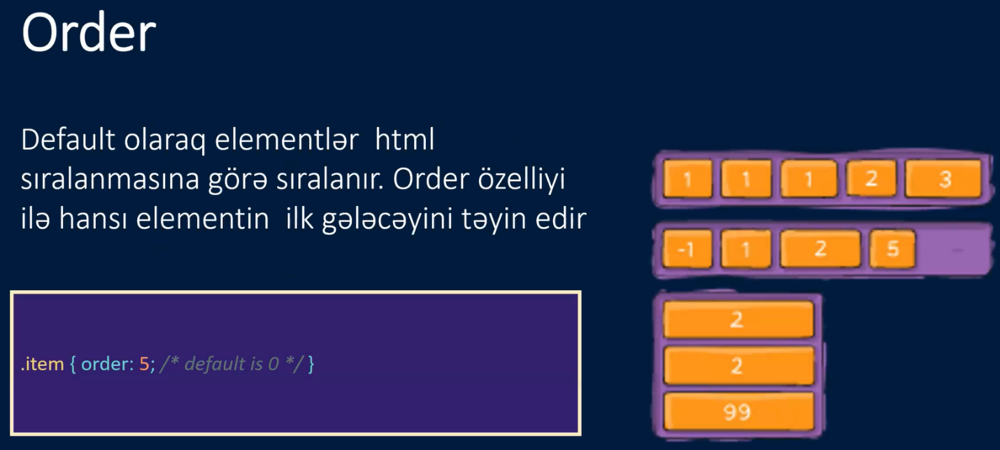 Order
Default olaraq elementlər html
sıralanmasına görə sıralanır. Order özelliyi
ilə hansı elementin ilk gələcəyini təyin edir
.item { order: 5; /* default is 0 */ }
1 1 1 2 3
-1 1 2 5
2
2
99